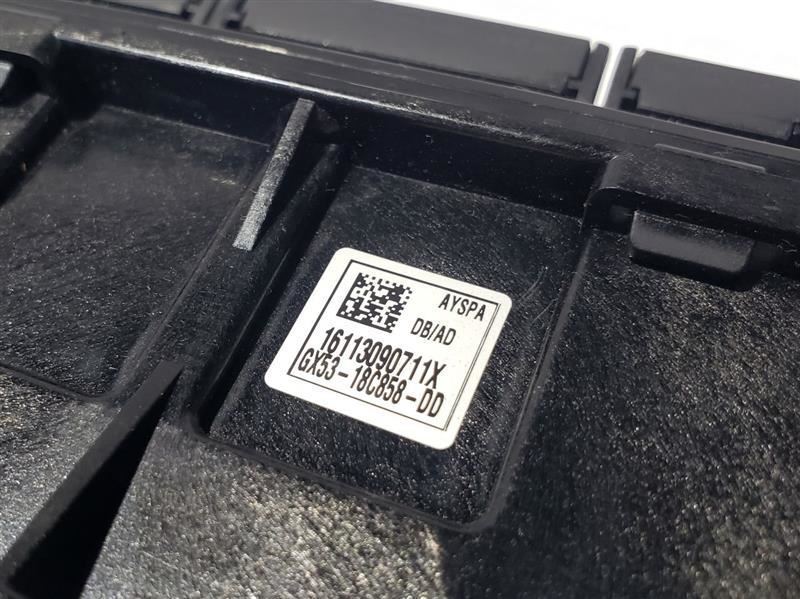 AYSPA
DB/AD
16113090711X
GX53-18C858-DD